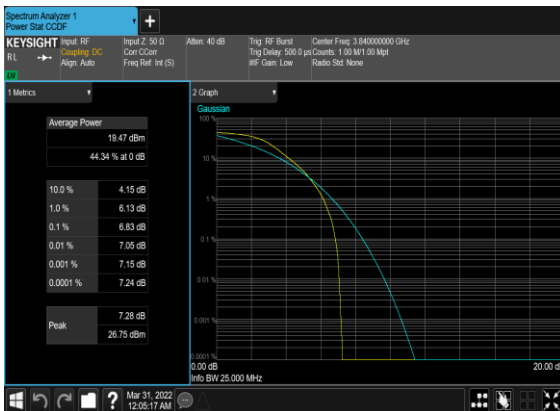 Spectrum Analyzer 1
Power Stat CCDF
KEYSIGHT
RL
LV
Input: RF
Coupling: DC
Align: Auto
Input Z: 50 Ω
Corr CCorr
Freq Ref: Int (S)
Atten: 40 dB
Trig: RF Burst
Trig Delay: 500.0 µs
#IF Gain: Low
Center Freq: 3.840000000 GHz
Counts: 1.00 M/1.00 Mpt
Radio Std: None
1 Metrics
Average Power
19.47 dBm
44.34 % at 0 dB
10.0 % 4.15 dB
1.0 % 6.13 dB
0.1 % 6.83 dB
0.01 % 7.05 dB
0.001 % 7.15 dB
0.0001 % 7.24 dB
Peak
7.28 dB
26.75 dBm
2 Graph
Gaussian
100 %
10 %
1 %
0.1 %
0.01 %
0.001 %
0.0001 %
0.00 dB
20.00 dB
Info BW 25.000 MHz
Mar 31, 2022
12:05:17 AM